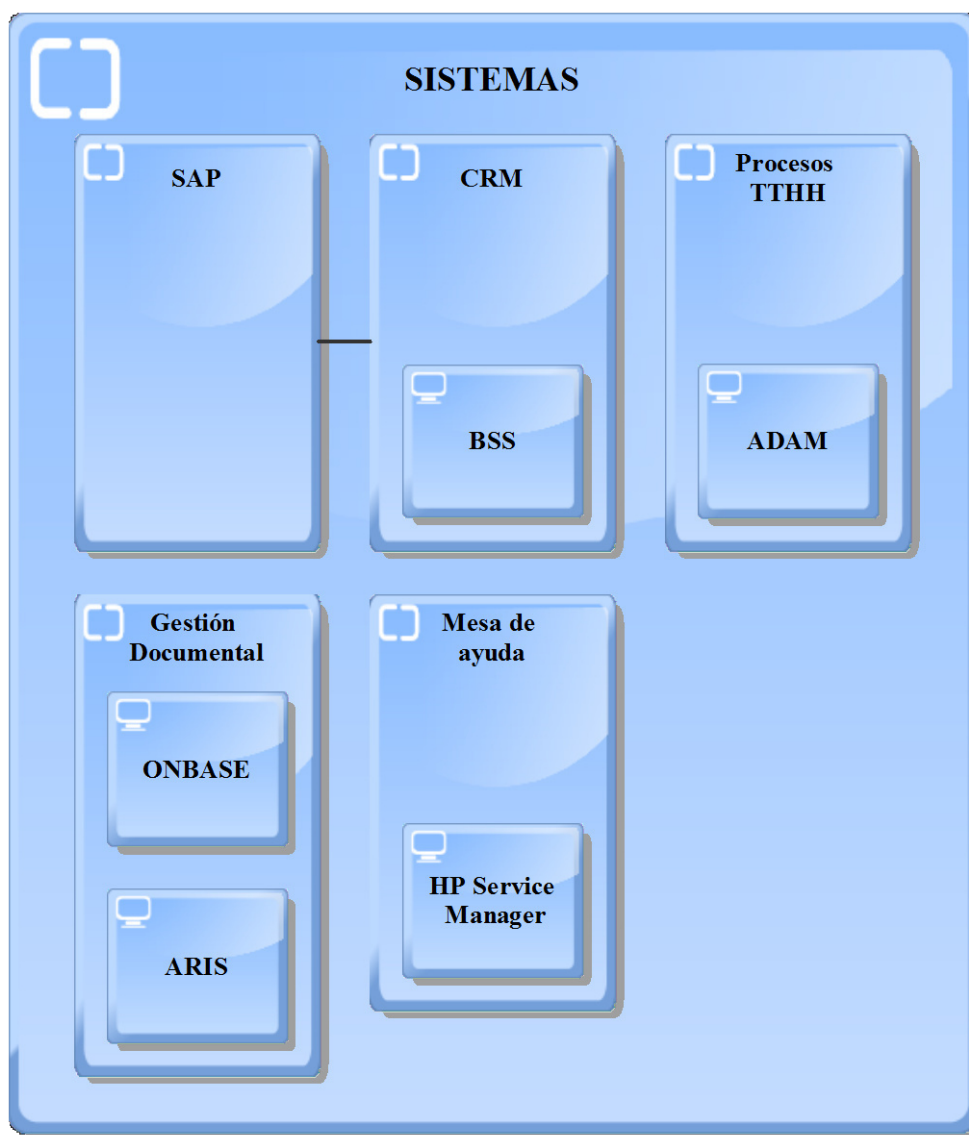 SISTEMAS
SAP
CRM
Procesos
TTHH
BSS
ADAM
Gestión
Documental
Mesa de
ayuda
ONBASE
HP Service
Manager
ARIS